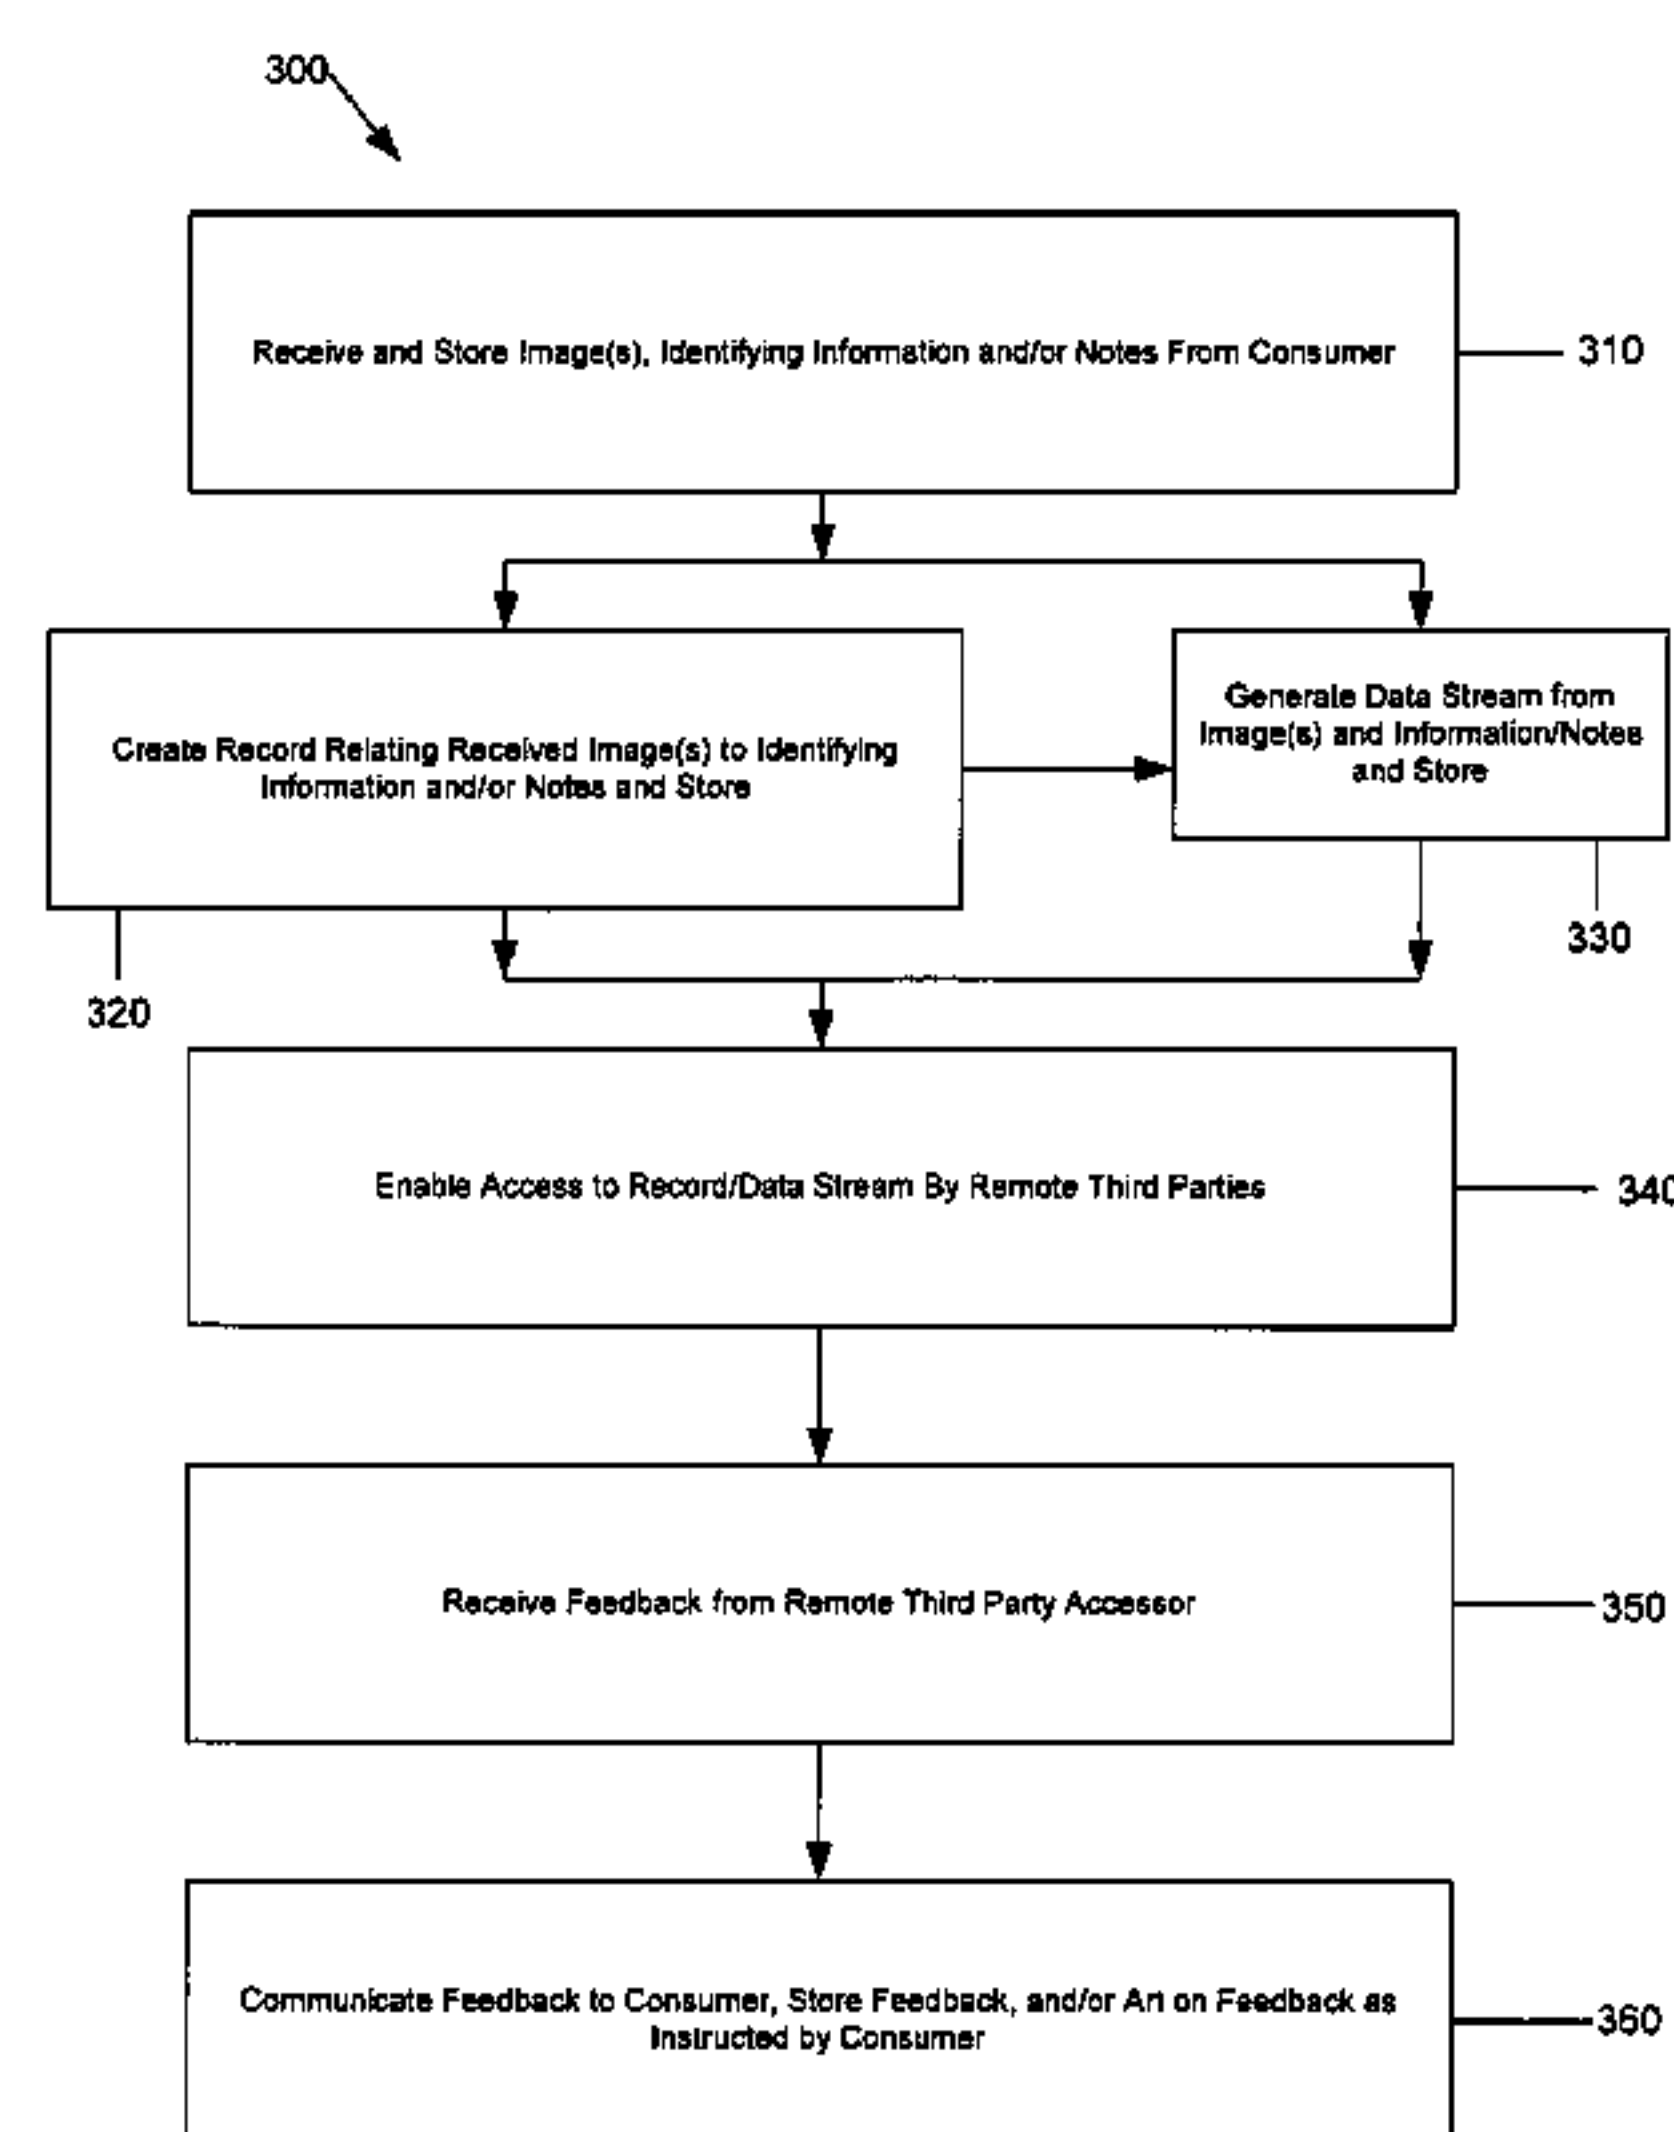 300
Receive and Store Image(s), Identifying Information and/or Notes From Consumer
310
Create Record Relating Received Image(s) to Identifying
Information and/or Notes and Store
320
Generate Data Stream from
Image(s) and Information/Notes
and Store
330
Enable Access to Record/Data Stream By Remote Third Parties
340
Receive Feedback from Remote Third Party Accessor
350
Communicate Feedback to Consumer, Store Feedback, and/or Art on Feedback as
Instructed by Consumer
360